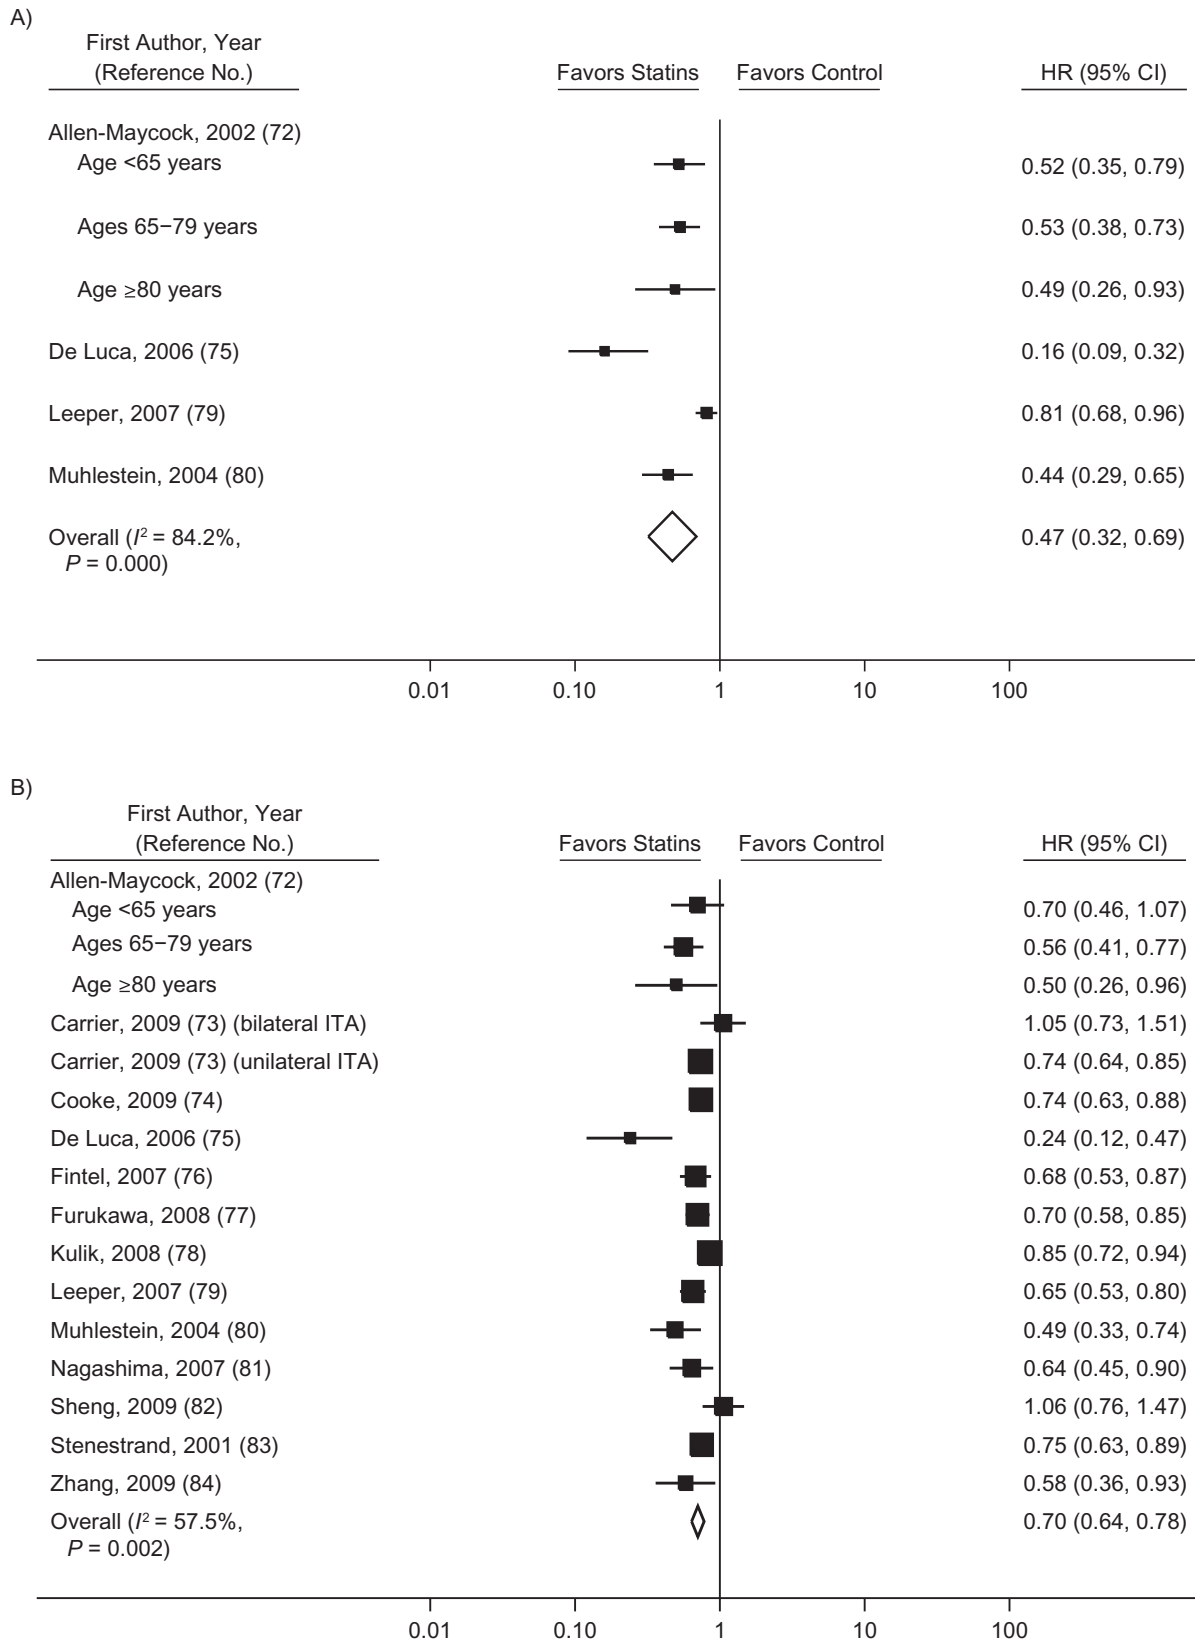 A)
First Author, Year
(Reference No.) Favors Statins Favors Control HR (95% CI)
Allen-Maycock, 2002 (72)
Age <65 years 0.52 (0.35, 0.79)
Ages 65−79 years 0.53 (0.38, 0.73)
Age ≥80 years 0.49 (0.26, 0.93)
De Luca, 2006 (75) 0.16 (0.09, 0.32)
Leeper, 2007 (79) 0.81 (0.68, 0.96)
Muhlestein, 2004 (80) 0.44 (0.29, 0.65)
Overall (I² = 84.2%, 0.47 (0.32, 0.69)
P = 0.000)
0.01 0.10 1 10 100
B)
First Author, Year
(Reference No.) Favors Statins Favors Control HR (95% CI)
Allen-Maycock, 2002 (72)
Age <65 years 0.70 (0.46, 1.07)
Ages 65−79 years 0.56 (0.41, 0.77)
Age ≥80 years 0.50 (0.26, 0.96)
Carrier, 2009 (73) (bilateral ITA) 1.05 (0.73, 1.51)
Carrier, 2009 (73) (unilateral ITA) 0.74 (0.64, 0.85)
Cooke, 2009 (74) 0.74 (0.63, 0.88)
De Luca, 2006 (75) 0.24 (0.12, 0.47)
Fintel, 2007 (76) 0.68 (0.53, 0.87)
Furukawa, 2008 (77) 0.70 (0.58, 0.85)
Kulik, 2008 (78) 0.85 (0.72, 0.94)
Leeper, 2007 (79) 0.65 (0.53, 0.80)
Muhlestein, 2004 (80) 0.49 (0.33, 0.74)
Nagashima, 2007 (81) 0.64 (0.45, 0.90)
Sheng, 2009 (82) 1.06 (0.76, 1.47)
Stenestrand, 2001 (83) 0.75 (0.63, 0.89)
Zhang, 2009 (84) 0.58 (0.36, 0.93)
Overall (I² = 57.5%, 0.70 (0.64, 0.78)
P = 0.002)
0.01 0.10 1 10 100